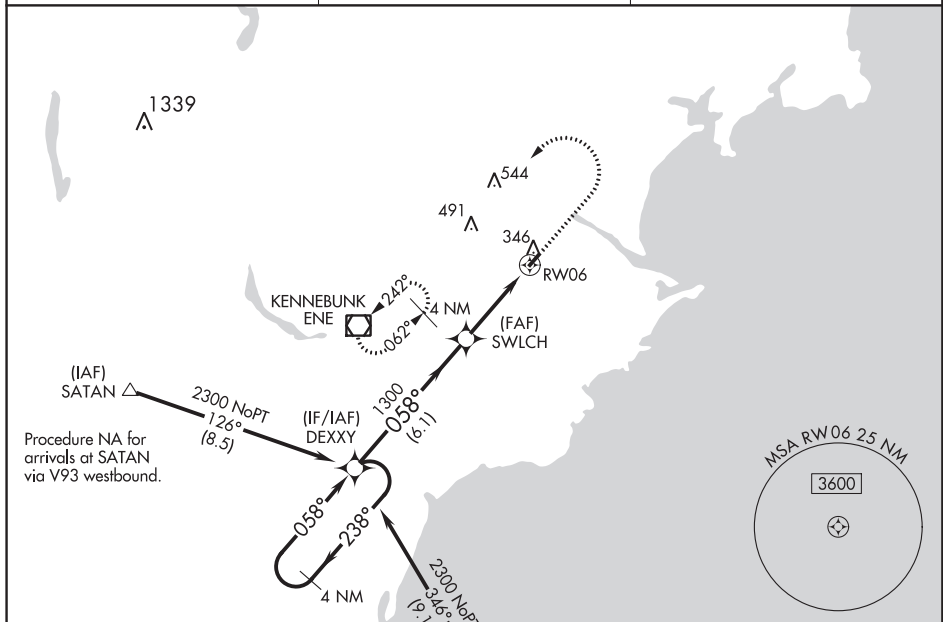 1339
544
491
346
RW06
242°
KENNEBUNK
ENE
4 NM
062°
(FAF)
SWLCH
(IAF)
SATAN
2300 NoPT
126°
(8.5)
(IF/IAF)
DEXXY
1300
058°
(6.1)
Procedure NA for
arrivals at SATAN
via V93 westbound.
MSA RW06 25 NM
3600
058°
238°
4 NM
2300 NoPT
346°